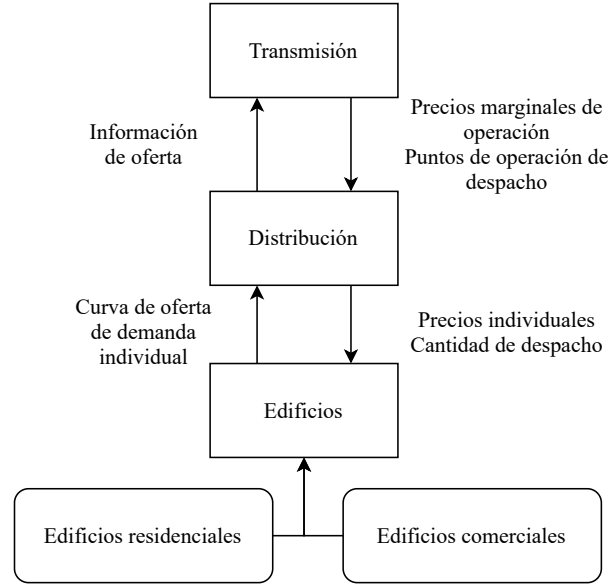 Transmisión
Información
de oferta
Precios marginales de
operación
Puntos de operación de
despacho
Distribución
Curva de oferta
de demanda
individual
Precios individuales
Cantidad de despacho
Edificios
Edificios residenciales
Edificios comerciales